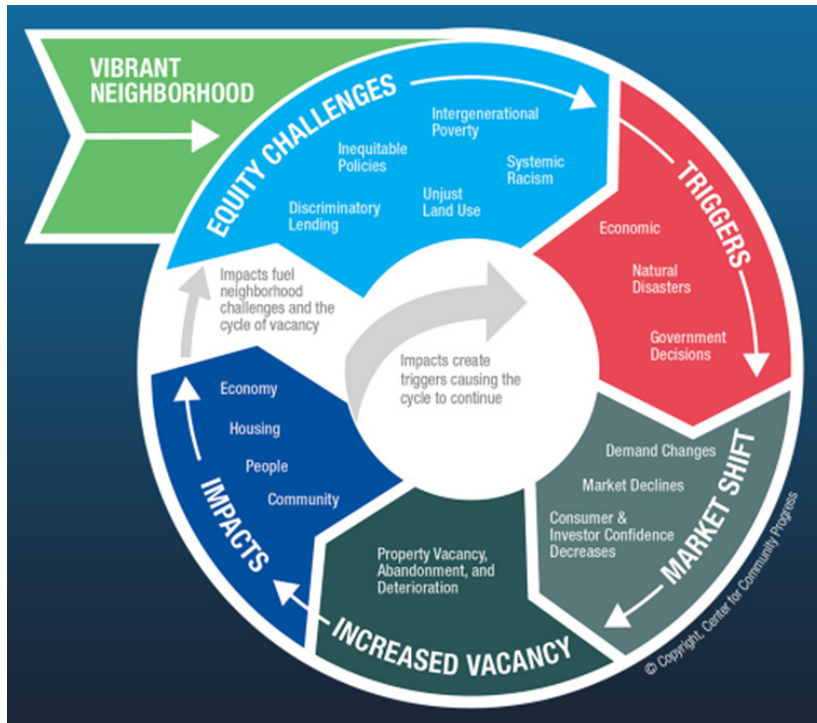 VIBRANT
NEIGHBORHOOD
EQUITY CHALLENGES
Intergenerational
Poverty
Inequitable
Policies
Systemic
Racism
Discriminatory
Lending
Unjust
Land Use
TRIGGERS
Economic
Natural
Disasters
Government
Decisions
Impacts fuel
neighborhood
challenges and the
cycle of vacancy
Impacts create
triggers causing the
cycle to continue
MARKET SHIFT
Demand Changes
Market Declines
Consumer &
Investor Confidence
Decreases
INCREASED VACANCY
Property Vacancy,
Abandonment, and
Deterioration
IMPACTS
Economy
Housing
People
Community
© Copyright, Center for Community Progress